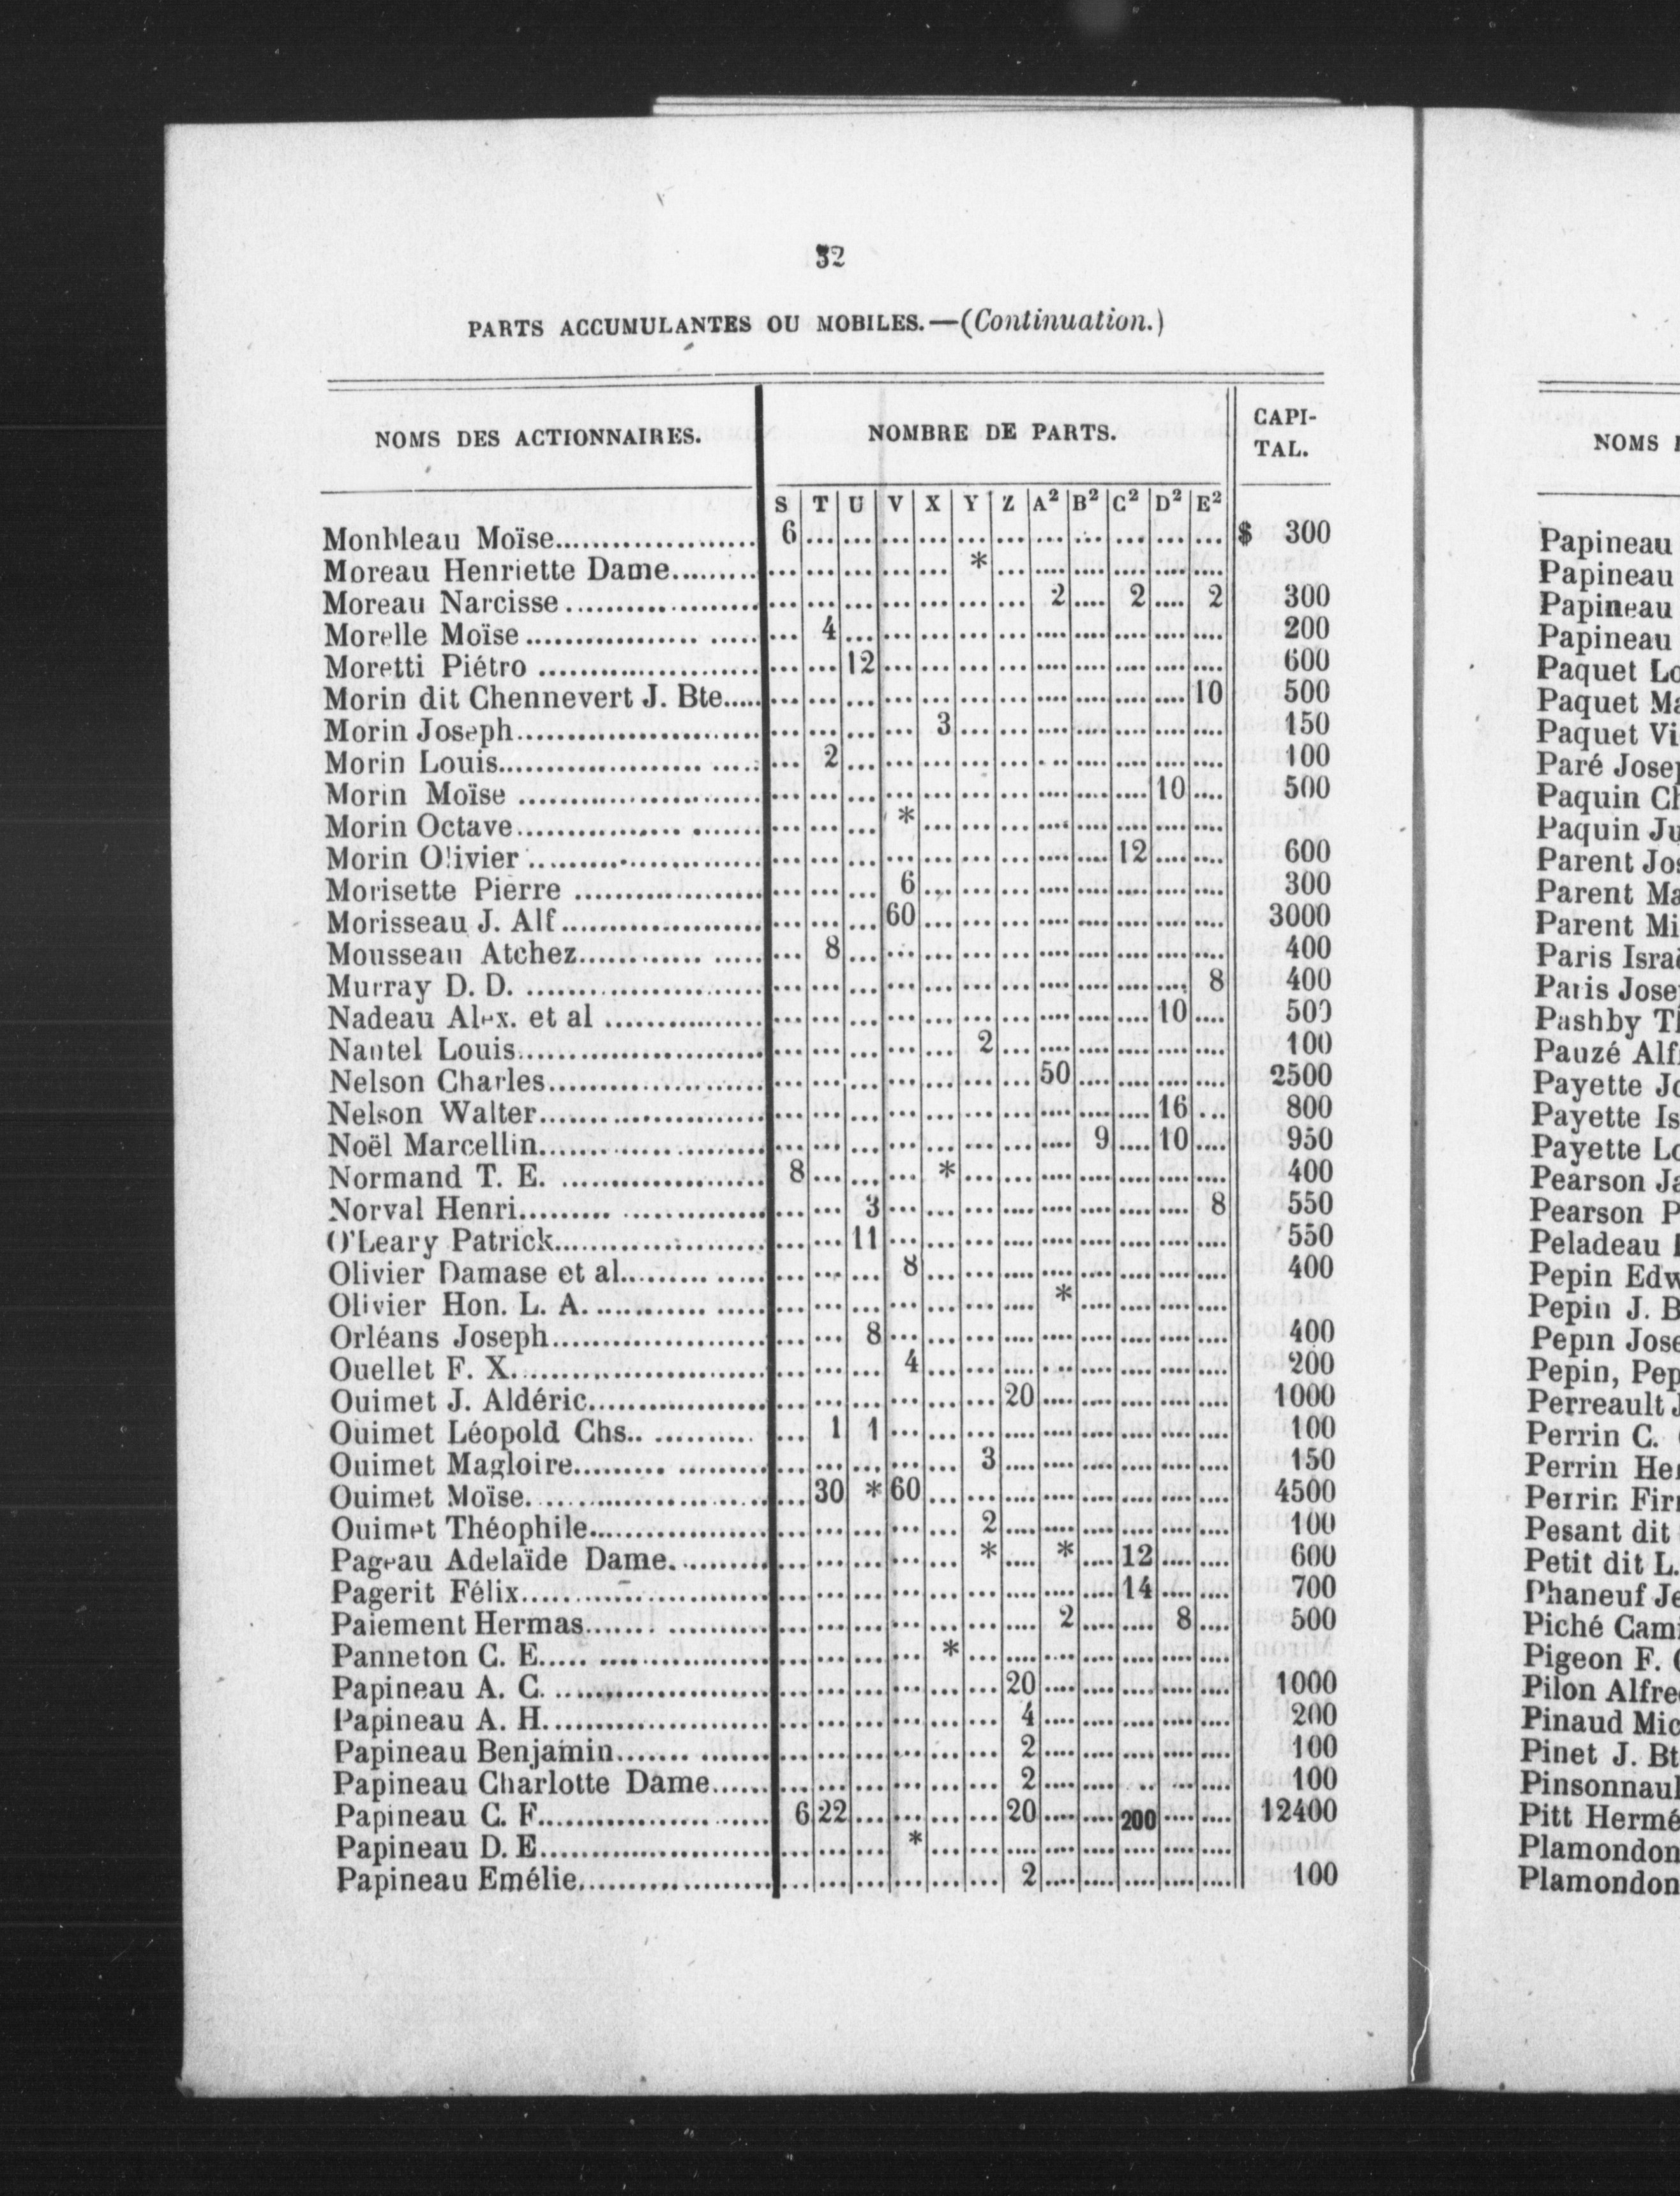 32
PARTS ACCUMULANTES OU MOBILES.—(Continuation.)
NOMS DES ACTIONNAIRES. NOMBRE DE PARTS. CAPITAL.
S T U V X Y Z A² B² C² D² E²
Monbleau Moïse 6 $ 300
Moreau Henriette Dame *
Moreau Narcisse 2 2 2 300
Morelle Moïse 4 200
Moretti Piétro 12 600
Morin dit Chennevert J. Bte 10 500
Morin Joseph 3 150
Morin Louis 2 100
Morin Moïse 10 500
Morin Octave *
Morin Olivier 12 600
Morisette Pierre 6 300
Morisseau J. Alf 60 3000
Mousseau Atchez 8 400
Murray D. D. 8 400
Nadeau Alex. et al 10 500
Nantel Louis 2 100
Nelson Charles 50 2500
Nelson Walter 16 800
Noël Marcellin 9 10 950
Normand T. E. 8 * 400
Norval Henri 3 8 550
O'Leary Patrick 11 550
Olivier Damase et al 8 400
Olivier Hon. L. A. *
Orléans Joseph 8 400
Ouellet F. X. 4 200
Ouimet J. Aldéric 20 1000
Ouimet Léopold Chs. 1 1 100
Ouimet Magloire 3 150
Ouimet Moïse 30 * 60 4500
Ouimet Théophile 2 100
Pageau Adelaïde Dame * * 12 600
Pagerit Félix 14 700
Paiement Hermas 2 8 500
Panneton C. E. *
Papineau A. C. 20 1000
Papineau A. H. 4 200
Papineau Benjamin 2 100
Papineau Charlotte Dame 2 100
Papineau C. F. 6 22 20 200 12400
Papineau D. E. *
Papineau Emélie 2 100
NOMS
Papineau
Papineau
Papineau
Papineau
Paquet
Paquet
Paquet
Paré
Paquin
Paquin
Parent
Parent
Parent
Paris
Paris
Pashby
Pauzé
Payette
Payette
Payette
Pearson
Pearson
Peladeau
Pepin
Pepin J.
Pepin
Pepin,
Perreault
Perrin C.
Perrin
Perrin
Pesant dit
Petit dit L.
Phaneuf
Piché
Pigeon F.
Pilon
Pinaud
Pinet J.
Pitt
Plamondon
Plamondon